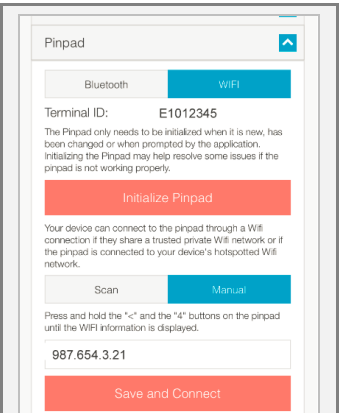 Pinpad
Bluetooth
WIFI
Terminal ID:
E1012345
The Pinpad only needs to be initialized when it is new, has
been changed or when prompted by the application.
Initializing the Pinpad may help resolve some issues if the
pinpad is not working properly.
Initialize Pinpad
Your device can connect to the pinpad through a Wifi
connection if they share a trusted private Wifi network or if
the pinpad is connected to your device's hotspotted Wifi
network.
Scan
Manual
Press and hold the "<" and the "4" buttons on the pinpad
until the WIFI information is displayed.
987.654.3.21
Save and Connect